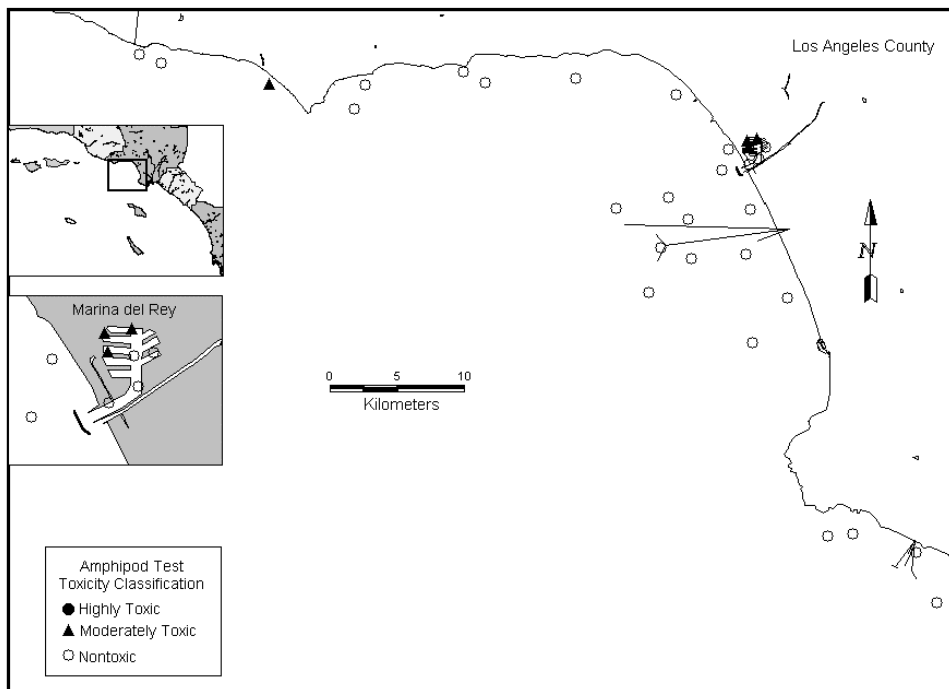 Los Angeles County
N
Marina del Rey
0 5 10
Kilometers
Amphipod Test
Toxicity Classification
Highly Toxic
Moderately Toxic
Nontoxic